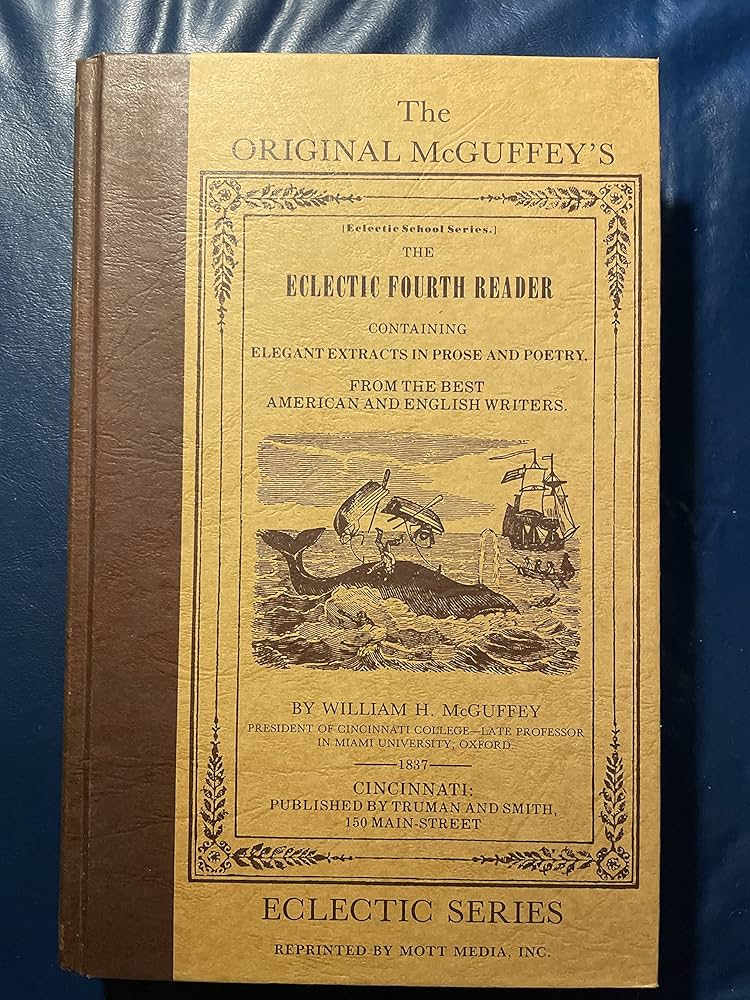 The
ORIGINAL McGUFFEY'S
[Eclectic School Series.]
THE
ECLECTIC FOURTH READER
CONTAINING
ELEGANT EXTRACTS IN PROSE AND POETRY,
FROM THE BEST
AMERICAN AND ENGLISH WRITERS.
BY WILLIAM H. McGUFFEY
PRESIDENT OF CINCINNATI COLLEGE—LATE PROFESSOR
IN MIAMI UNIVERSITY, OXFORD.
1837
CINCINNATI:
PUBLISHED BY TRUMAN AND SMITH,
150 MAIN-STREET
ECLECTIC SERIES
REPRINTED BY MOTT MEDIA, INC.